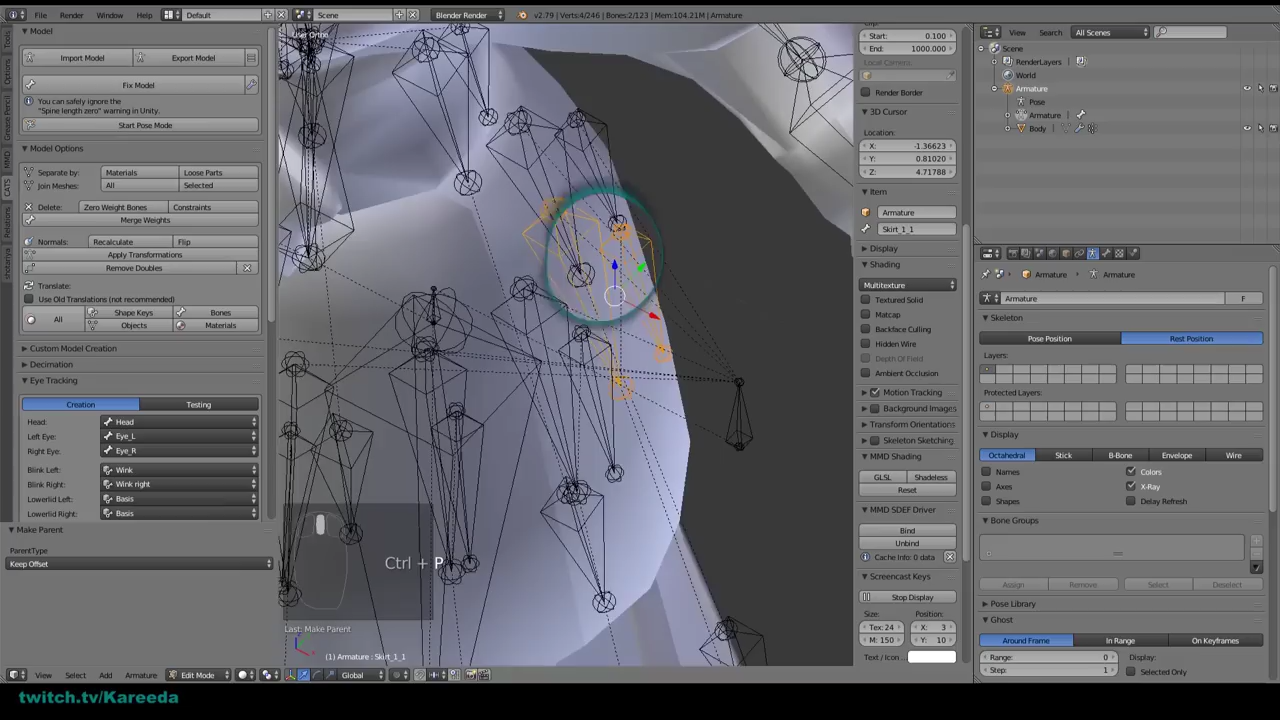 File Render Window Help
Default
Scene
Blender Render
v2.79 | Verts:4/246 | Bones:2/123 | Mem:104.21M | Armature
Model
Import Model
Export Model
Fix Model
You can safely ignore the
"Spine length zero" warning in Unity.
Start Pose Mode
Model Options
Separate by: Materials Loose Parts
Join Meshes: All Selected
Delete: Zero Weight Bones Constraints
Merge Weights
Normals: Recalculate Flip
Apply Transformations
Remove Doubles
Translate:
Use Old Translations (not recommended)
All Shape Keys Bones
Objects Materials
Custom Model Creation
Decimation
Eye Tracking
Creation Testing
Head: Head
Left Eye: Eye_L
Right Eye: Eye_R
Blink Left: Wink
Blink Right: Wink right
Lowerlid Left: Basis
Lowerlid Right: Basis
Make Parent
ParentType
Keep Offset
Tools
Options
Grease Pencil
MMD
CATS
Relations
shotariya
User Ortho
Ctrl + P
Last: Make Parent
(1) Armature : Skirt_1_1
View Select Add Armature Edit Mode Global
Start: 0.100
End: 1000.000
Local Camera:
Render Border
3D Cursor
Location:
X: -1.36623
Y: 0.81020
Z: 4.71788
Item
Armature
Skirt_1_1
Display
Shading
Multitexture
Textured Solid
Matcap
Backface Culling
Hidden Wire
Depth Of Field
Ambient Occlusion
Motion Tracking
Background Images
Transform Orientations
Skeleton Sketching
MMD Shading
GLSL Shadeless
Reset
MMD SDEF Driver
Bind
Unbind
Cache Info: 0 data
Screencast Keys
Stop Display
Size: Position:
Tex: 24 X: 3
M: 150 Y: 10
Text / Icon
View Search All Scenes
Scene
RenderLayers
World
Armature
Pose
Armature
Body
Armature Armature
Armature F
Skeleton
Pose Position Rest Position
Layers:
Protected Layers:
Display
Octahedral Stick B-Bone Envelope Wire
Names Colors
Axes X-Ray
Shapes Delay Refresh
Bone Groups
Assign Remove Select Deselect
Pose Library
Ghost
Around Frame In Range On Keyframes
Range: 0 Display:
Step: 1 Selected Only
twitch.tv/Kareeda